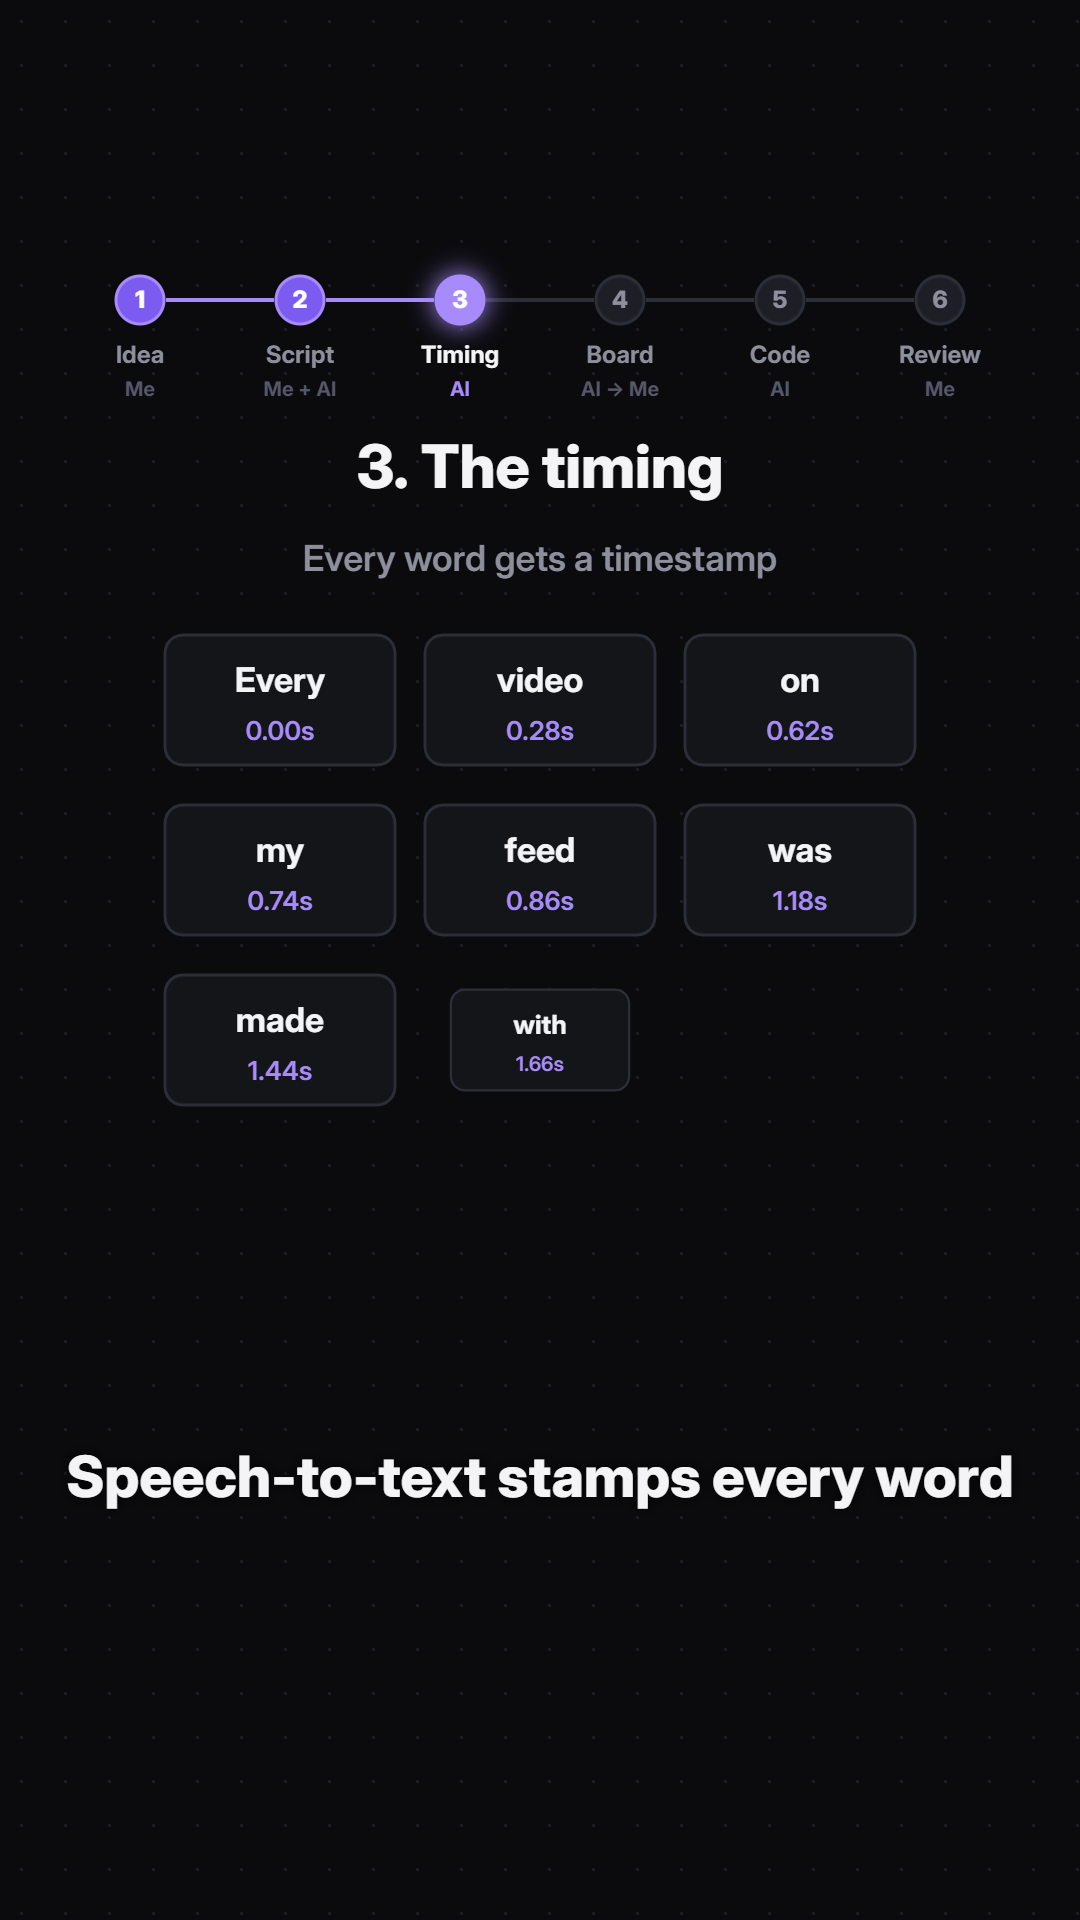 1 2 3 4 5 6
Idea Script Timing Board Code Review
Me Me + AI AI AI → Me AI Me
3. The timing
Every word gets a timestamp
Every video on
0.00s 0.28s 0.62s
my feed was
0.74s 0.86s 1.18s
made with
1.44s 1.66s
Speech-to-text stamps every word